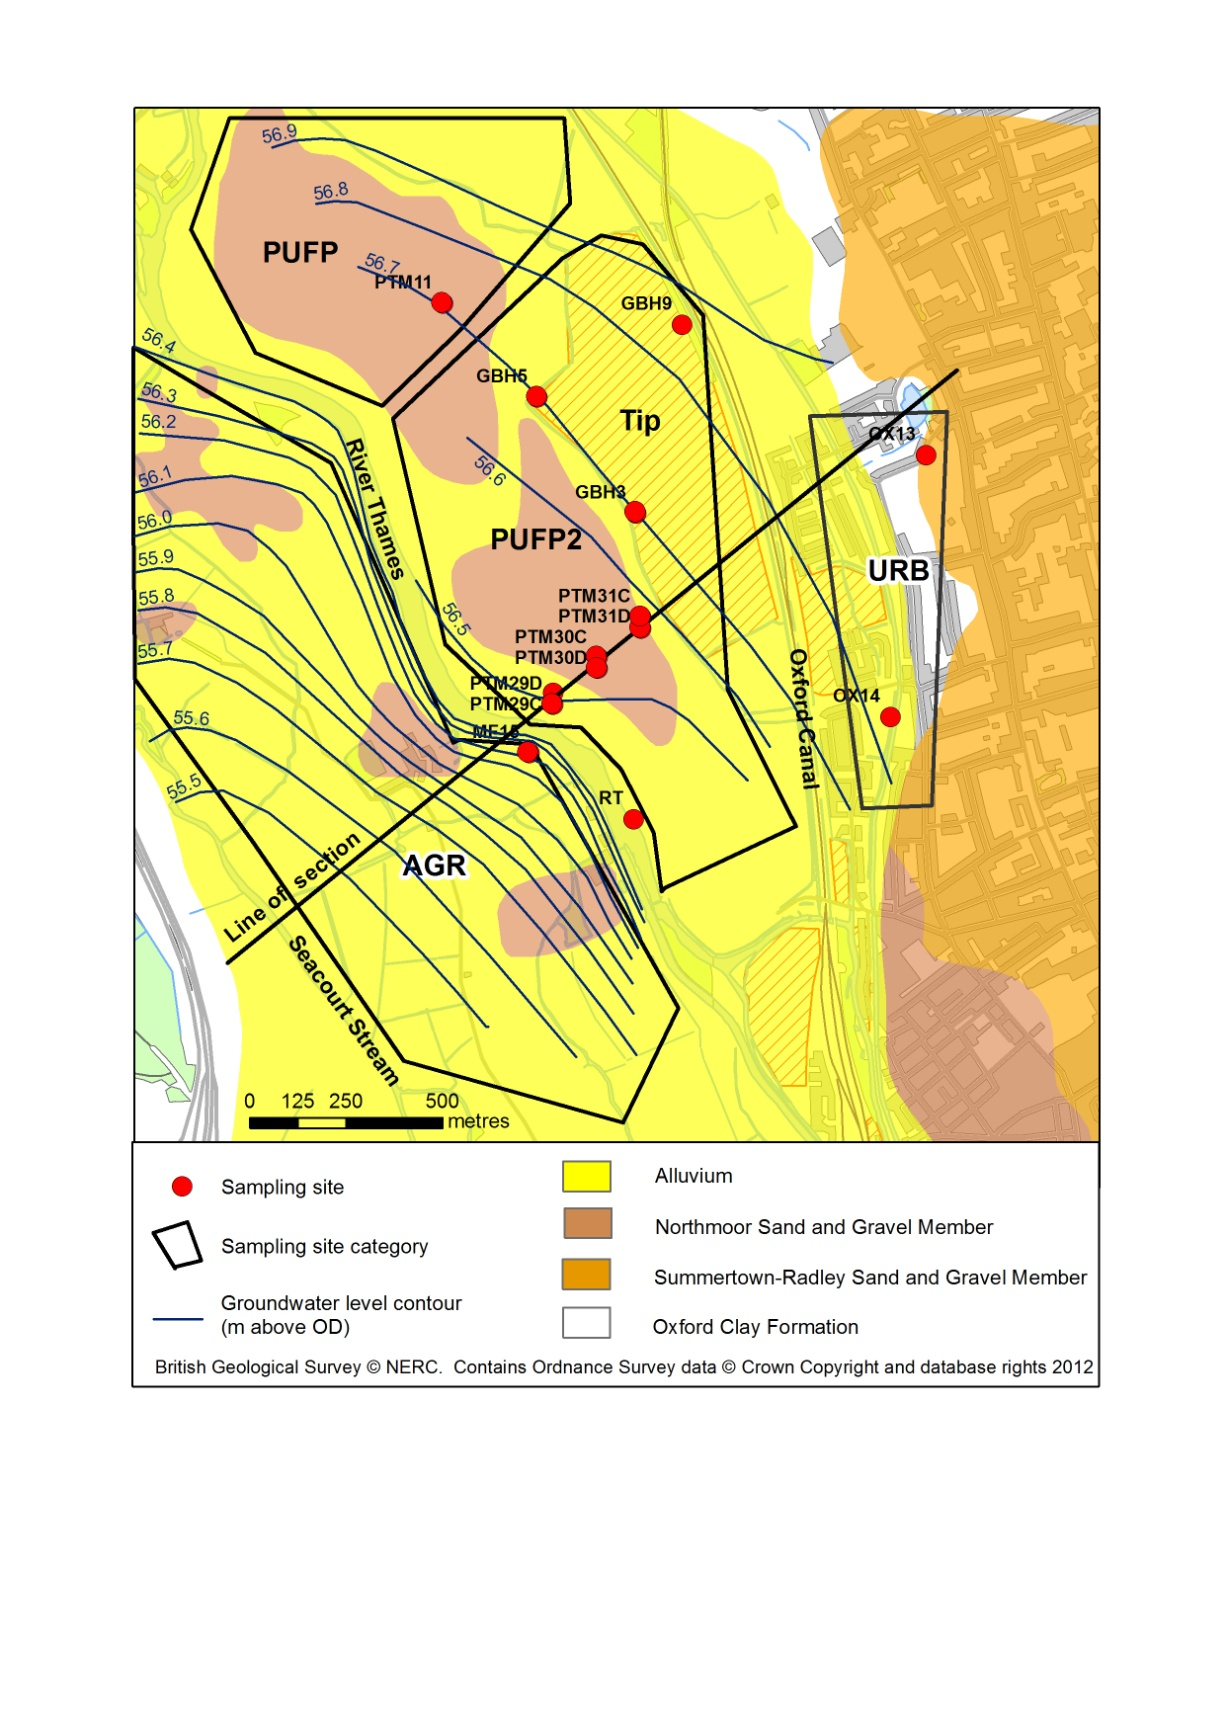 56.9
56.8
PUFP
56.7
PTM11
GBH9
56.4
GBH5
56.3
Tip
56.2
OX13
River Thames
56.6
56.1
GBH3
56.0
PUFP2
55.9
URB
PTM31C
55.8
56.5
PTM31D
PTM30C
55.7
PTM30D
Oxford Canal
PTM29D
OX14
PTM29C
55.6
MF15
55.5
RT
AGR
Line of section
Seacourt Stream
0 125 250 500
metres
Sampling site
Sampling site category
Groundwater level contour
(m above OD)
Alluvium
Northmoor Sand and Gravel Member
Summertown-Radley Sand and Gravel Member
Oxford Clay Formation
British Geological Survey © NERC. Contains Ordnance Survey data © Crown Copyright and database rights 2012